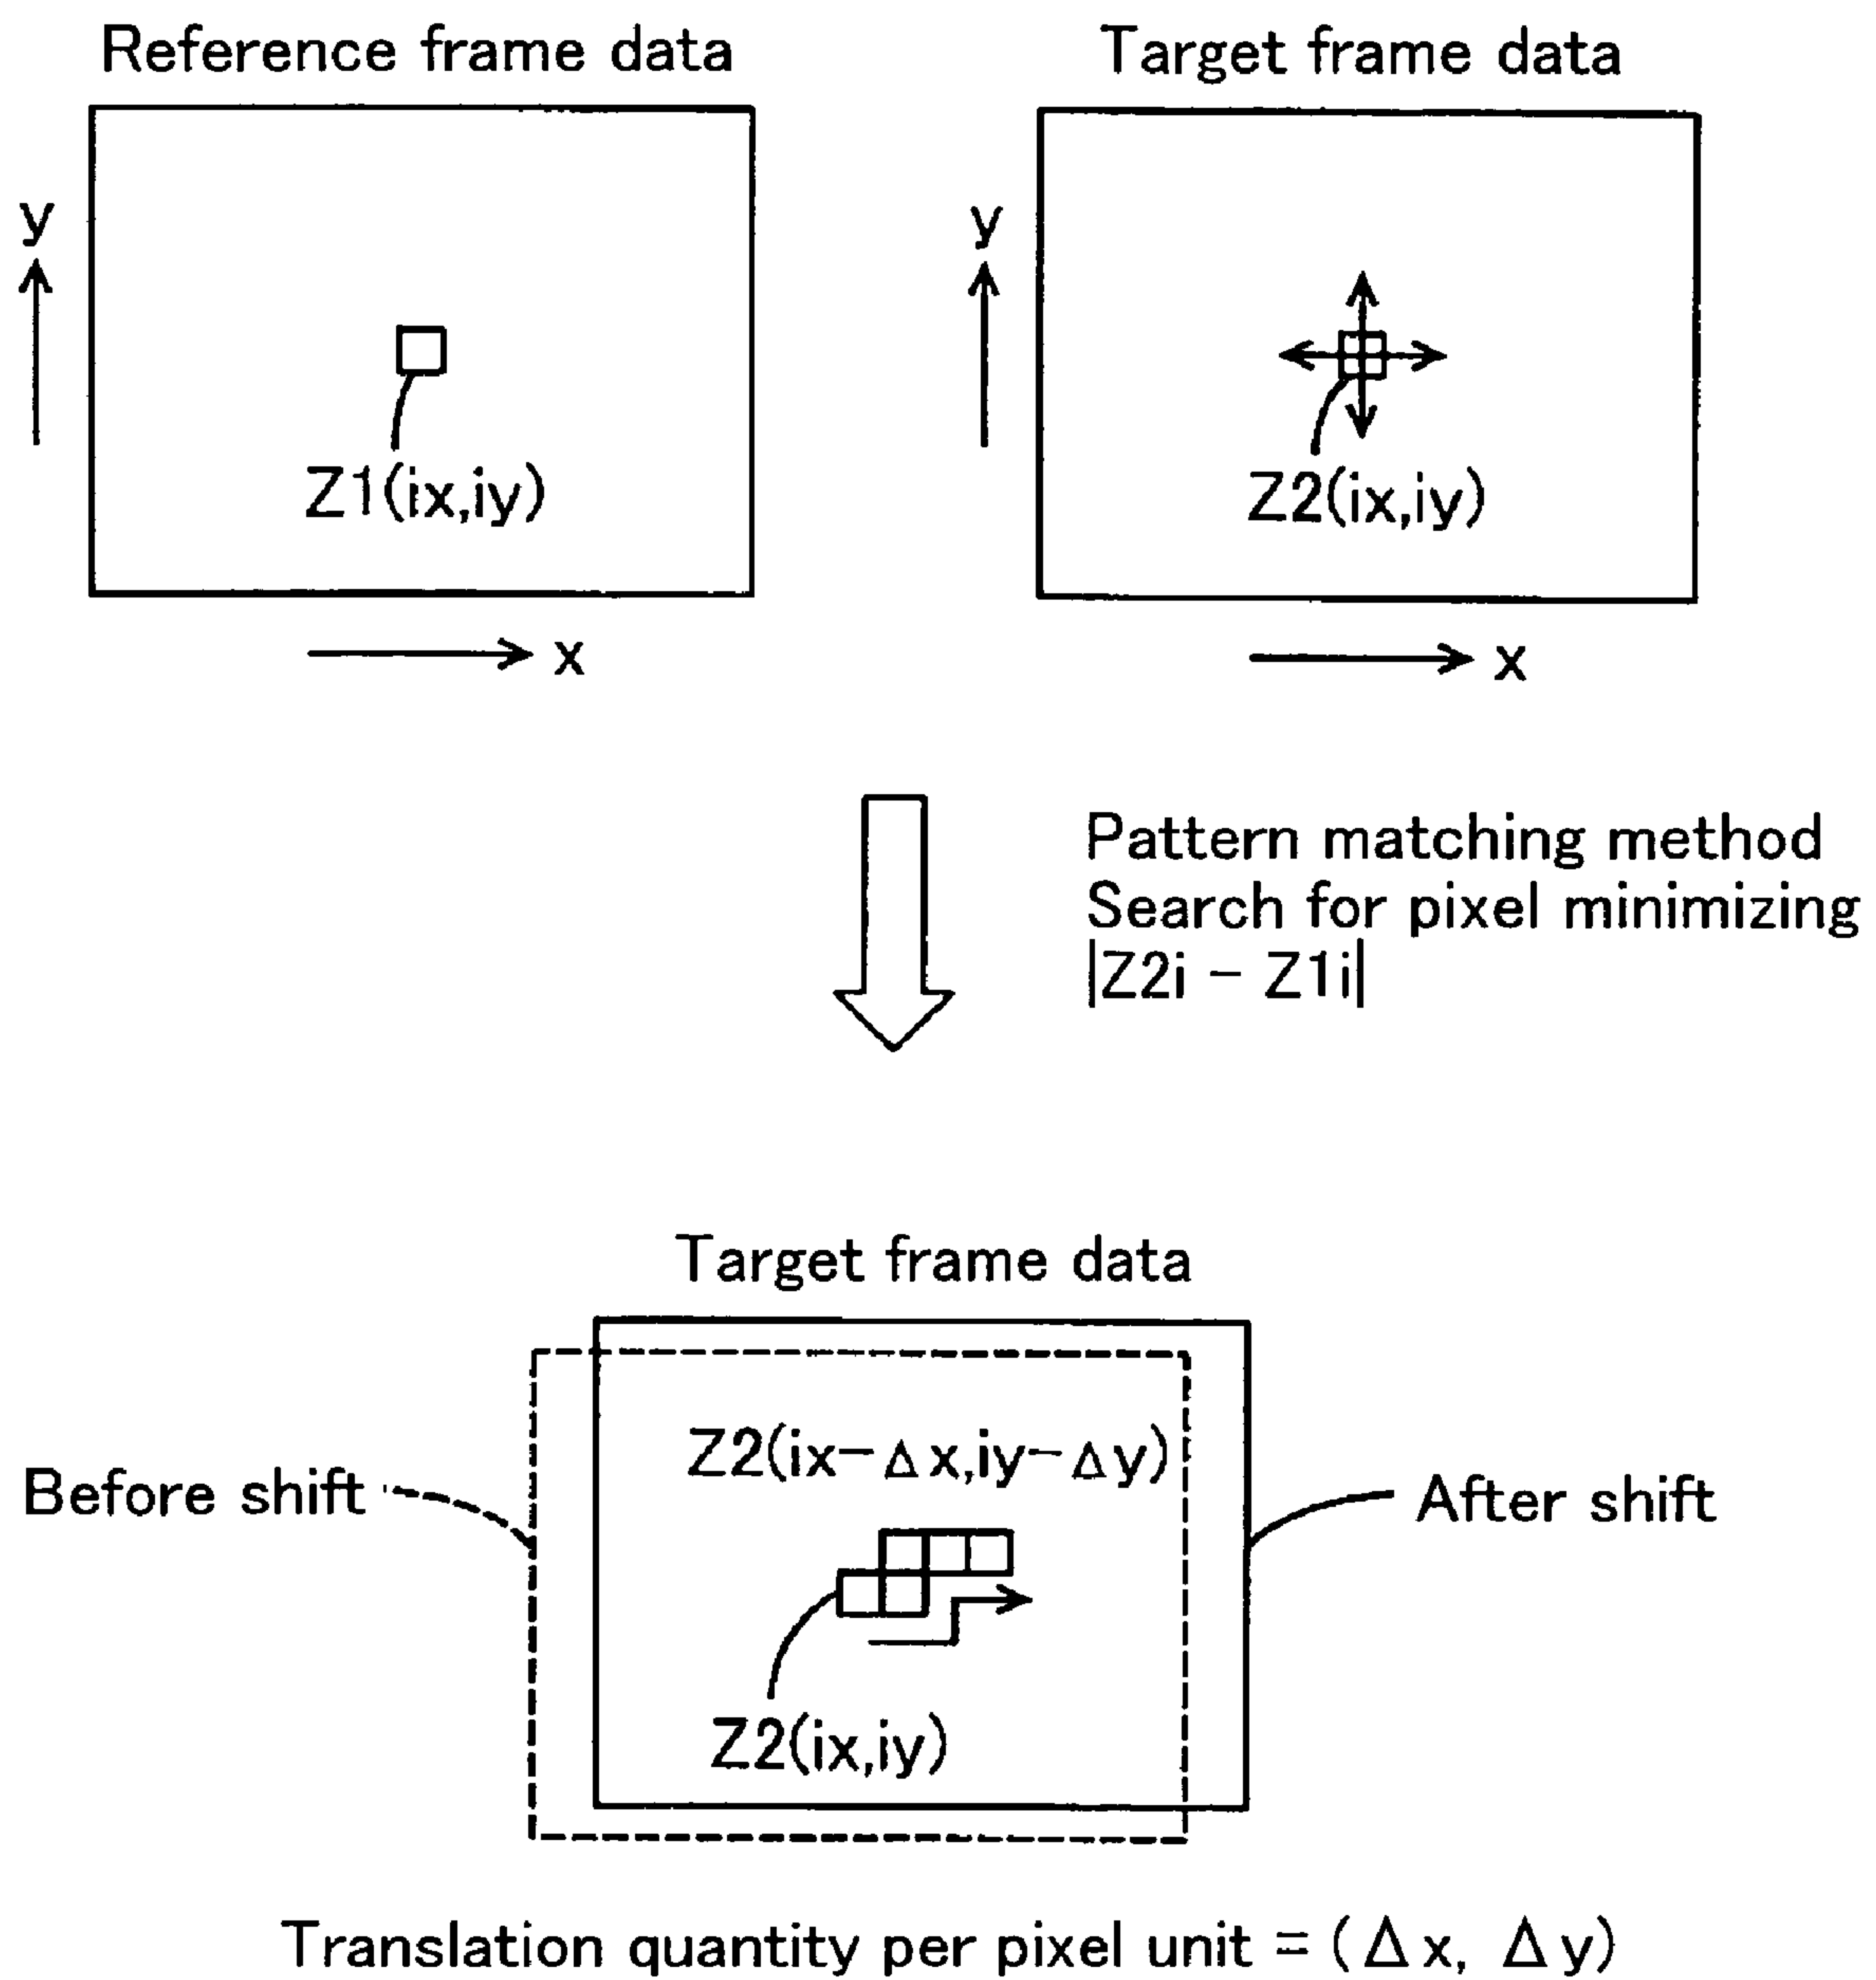 Reference frame data
Target frame data
y
y
Z1(ix,iy)
Z2(ix,iy)
x
x
Pattern matching method
Search for pixel minimizing
|Z2i - Z1i|
Target frame data
Z2(ix-Δx,iy-Δy)
Before shift
After shift
Z2(ix,iy)
Translation quantity per pixel unit = (Δx, Δy)